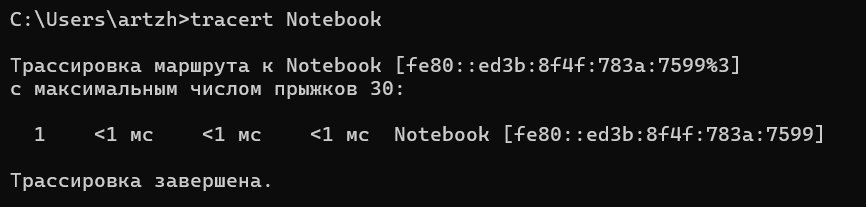 C:\Users\artzh>tracert Notebook
Трассировка маршрута к Notebook [fe80::ed3b:8f4f:783a:7599%3]
с максимальным числом прыжков 30:
1 <1 мс <1 мс <1 мс Notebook [fe80::ed3b:8f4f:783a:7599]
Трассировка завершена.